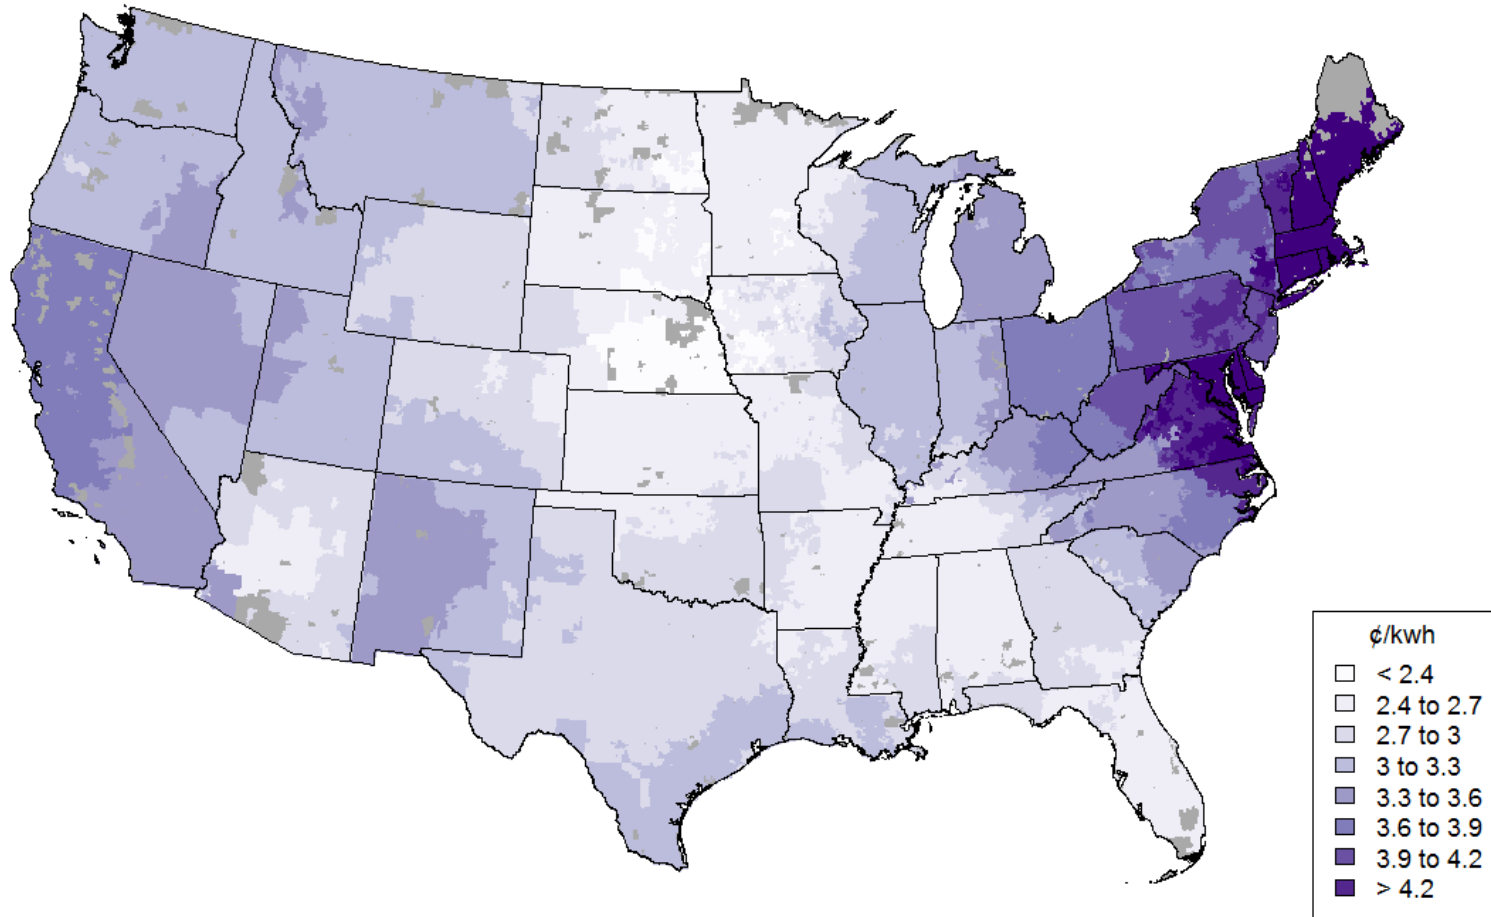 ¢/kwh
< 2.4
2.4 to 2.7
2.7 to 3
3 to 3.3
3.3 to 3.6
3.6 to 3.9
3.9 to 4.2
> 4.2